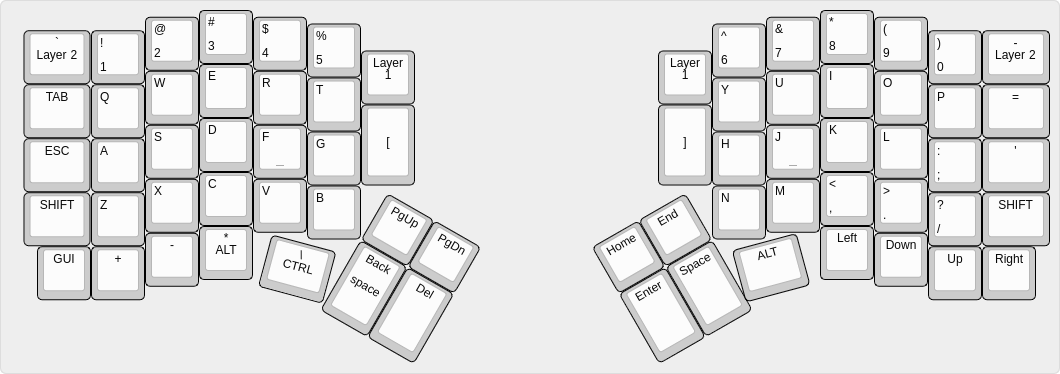 ` ! @ # $ % ^ & * ( ) -
Layer 2 1 2 3 4 5 Layer 1 Layer 1 6 7 8 9 0 Layer 2
TAB Q W E R T Y U I O P =
ESC A S D F _ G [ ] H J _ K L : ; '
SHIFT Z X C V B N M < , > . ? / SHIFT
GUI + - * ALT | CTRL PgUp PgDn Home End ALT Left Down Up Right
Back space Del Enter Space